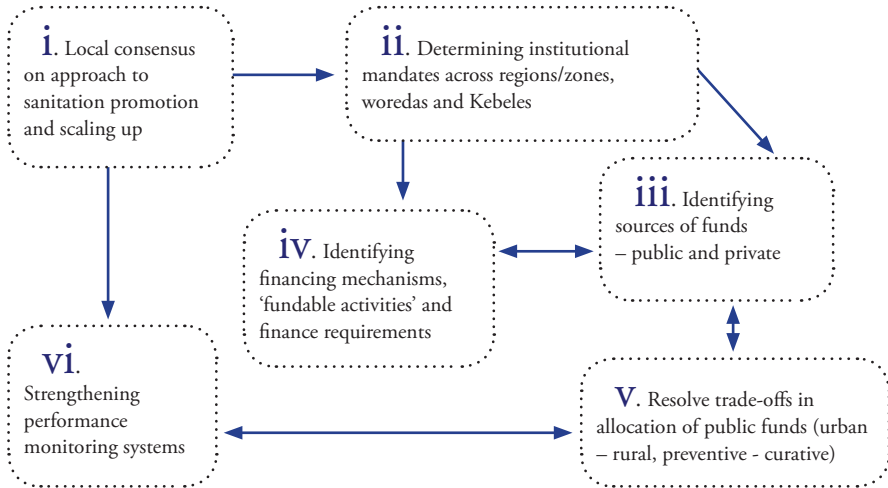 i. Local consensus
on approach to
sanitation promotion
and scaling up
ii. Determining institutional
mandates across regions/zones,
woredas and Kebeles
iii. Identifying
sources of funds
– public and private
iv. Identifying
financing mechanisms,
‘fundable activities’ and
finance requirements
v. Resolve trade-offs in
allocation of public funds (urban
– rural, preventive - curative)
vi.
Strengthening
performance
monitoring systems